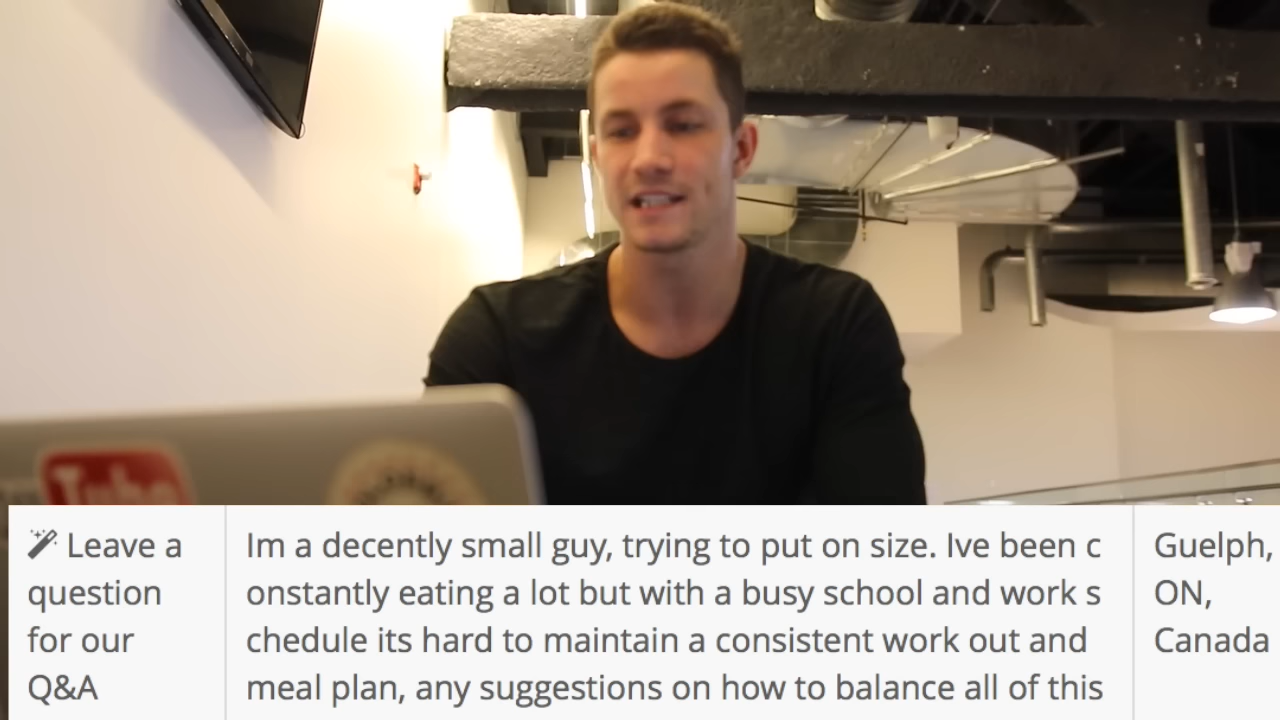 Tube
Leave a
question
for our
Q&A
Im a decently small guy, trying to put on size. Ive been c
onstantly eating a lot but with a busy school and work s
chedule its hard to maintain a consistent work out and
meal plan, any suggestions on how to balance all of this
Guelph,
ON,
Canada